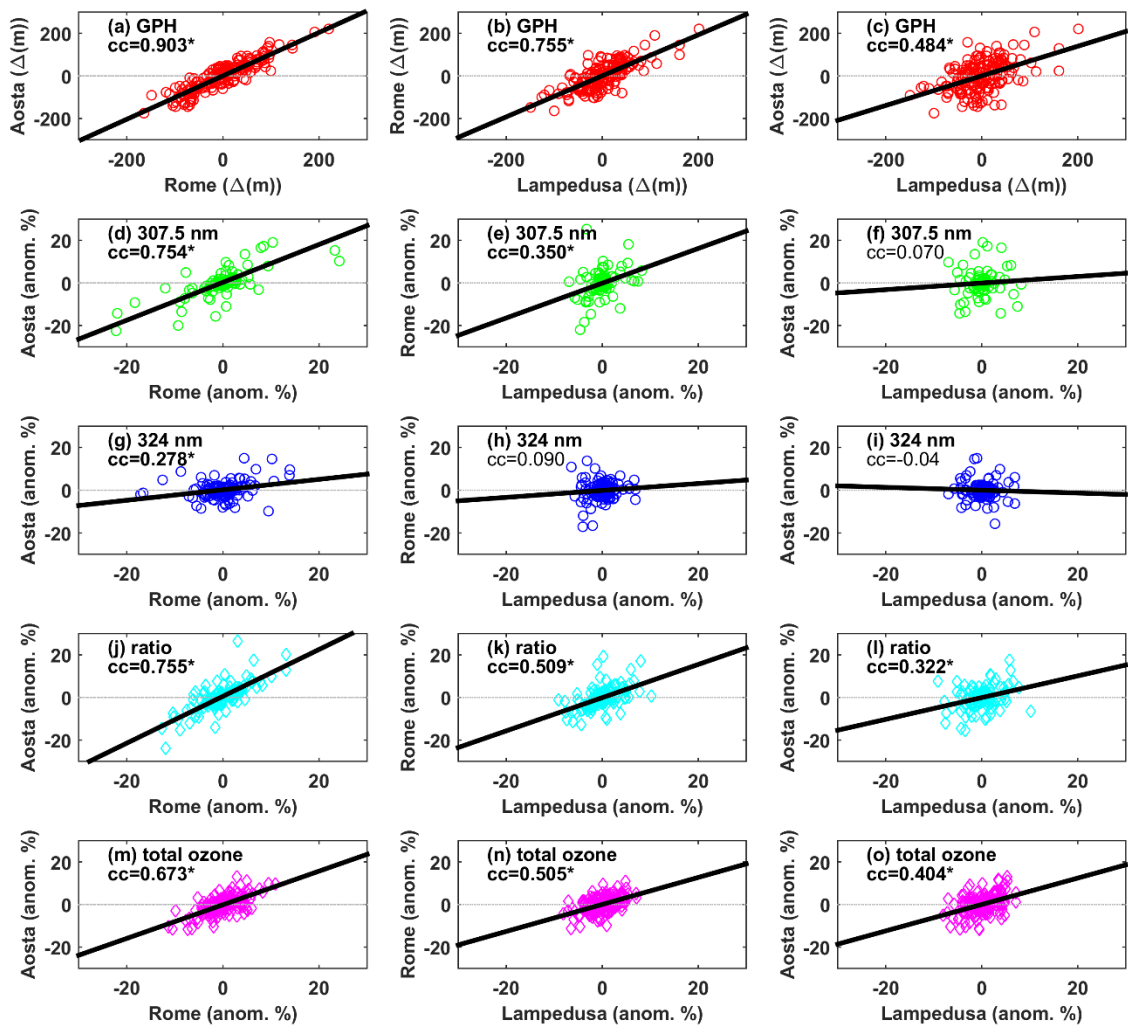 (a) GPH
cc=0.903*
200
0
-200
Aosta (Δ(m))
-200 0 200
Rome (Δ(m))
(b) GPH
cc=0.755*
200
0
-200
Rome (Δ(m))
-200 0 200
Lampedusa (Δ(m))
(c) GPH
cc=0.484*
200
0
-200
Aosta (Δ(m))
-200 0 200
Lampedusa (Δ(m))
(d) 307.5 nm
cc=0.754*
20
0
-20
Aosta (anom. %)
-20 0 20
Rome (anom. %)
(e) 307.5 nm
cc=0.350*
20
0
-20
Rome (anom. %)
-20 0 20
Lampedusa (anom. %)
(f) 307.5 nm
cc=0.070
20
0
-20
Aosta (anom. %)
-20 0 20
Lampedusa (anom. %)
(g) 324 nm
cc=0.278*
20
0
-20
Aosta (anom. %)
-20 0 20
Rome (anom. %)
(h) 324 nm
cc=0.090
20
0
-20
Rome (anom. %)
-20 0 20
Lampedusa (anom. %)
(i) 324 nm
cc=-0.04
20
0
-20
Aosta (anom. %)
-20 0 20
Lampedusa (anom. %)
(j) ratio
cc=0.755*
20
0
-20
Aosta (anom. %)
-20 0 20
Rome (anom. %)
(k) ratio
cc=0.509*
20
0
-20
Rome (anom. %)
-20 0 20
Lampedusa (anom. %)
(l) ratio
cc=0.322*
20
0
-20
Aosta (anom. %)
-20 0 20
Lampedusa (anom. %)
(m) total ozone
cc=0.673*
20
0
-20
Aosta (anom. %)
-20 0 20
Rome (anom. %)
(n) total ozone
cc=0.505*
20
0
-20
Rome (anom. %)
-20 0 20
Lampedusa (anom. %)
(o) total ozone
cc=0.404*
20
0
-20
Aosta (anom. %)
-20 0 20
Lampedusa (anom. %)